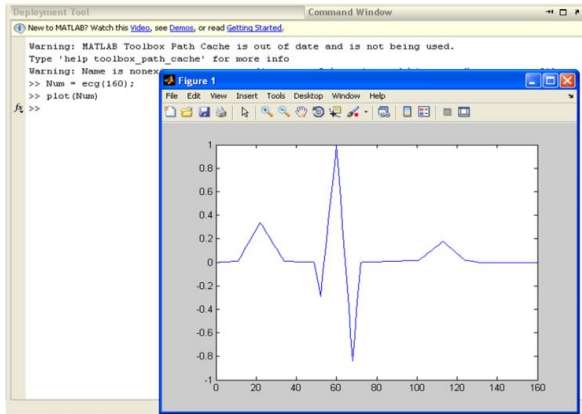 Deployment Tool
Command Window
New to MATLAB? Watch this Video, see Demos, or read Getting Started.
Warning: MATLAB Toolbox Path Cache is out of date and is not being used.
Type 'help toolbox_path_cache' for more info
Warning: Name is
>> Num = ecg(160);
>> plot(Num)
fx >>
Figure 1
File Edit View Insert Tools Desktop Window Help
1
0.8
0.6
0.4
0.2
0
-0.2
-0.4
-0.6
-0.8
-1
0 20 40 60 80 100 120 140 160